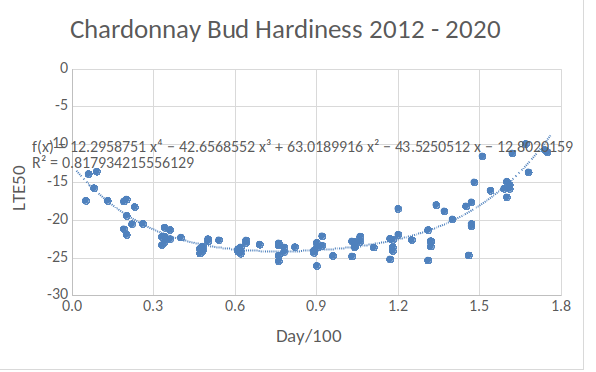 Chardonnay Bud Hardiness 2012 - 2020
0
-5
-10
f(x) = 12.2958751 x⁴ − 42.6568552 x³ + 63.0189916 x² − 43.5250512 x − 12.8020159
R² = 0.817934215556129
-15
LTE50
-20
-25
-30
0.0 0.3 0.6 0.9 1.2 1.5 1.8
Day/100